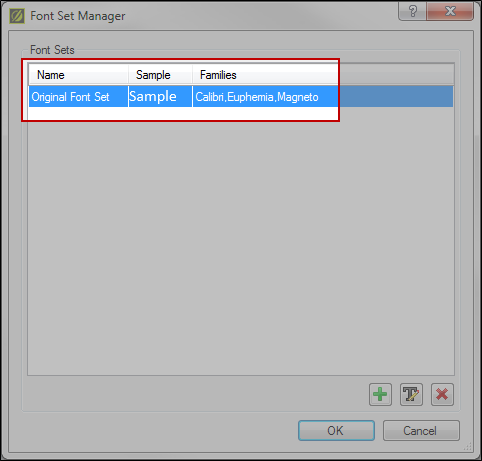 Font Set Manager
Font Sets
Name Sample Families
Original Font Set Sample Calibri,Euphemia,Magneto
OK Cancel